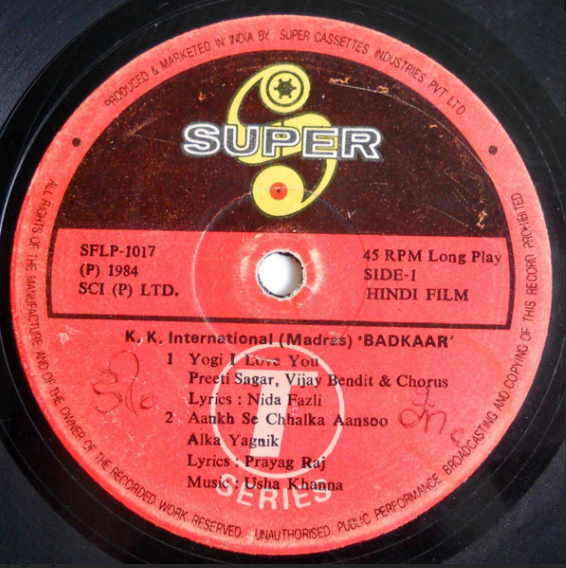 PRODUCED & MARKETED IN INDIA BY SUPER CASSETTES INDUSTRIES PVT. LTD.
SUPER
SFLP-1017
(P) 1984
SCI (P) LTD.
45 RPM Long Play
SIDE-1
HINDI FILM
K. K. International (Madras) 'BADKAAR'
1 Yogi I Love You
Preeti Sagar, Vijay Bendit & Chorus
Lyrics : Nida Fazli
2 Aankh Se Chhalka Aansoo
Alka Yagnik
Lyrics : Prayag Raj
Music : Usha Khanna
T
SERIES
ALL RIGHTS OF THE MANUFACTURE AND OF THE OWNER OF THE RECORDED WORK RESERVED. UNAUTHORISED PUBLIC PERFORMANCE, BROADCASTING AND COPYING OF THIS RECORD PROHIBITED